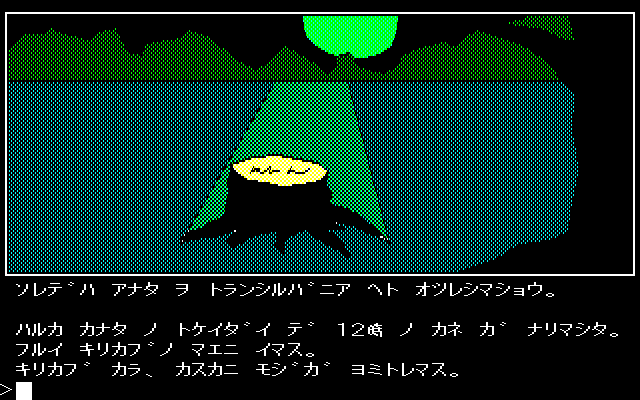 ソレデハ アナタ ヲ トランシルバニア ヘト オツレシマショウ。
ハルカ カナタ ノ トケイダイ デ 12時 ノ カネ ガ ナリマシタ。
フルイ キリカブノ マエニ イマス。
キリカブ カラ、 カスカニ モジガ ヨミトレマス。
>